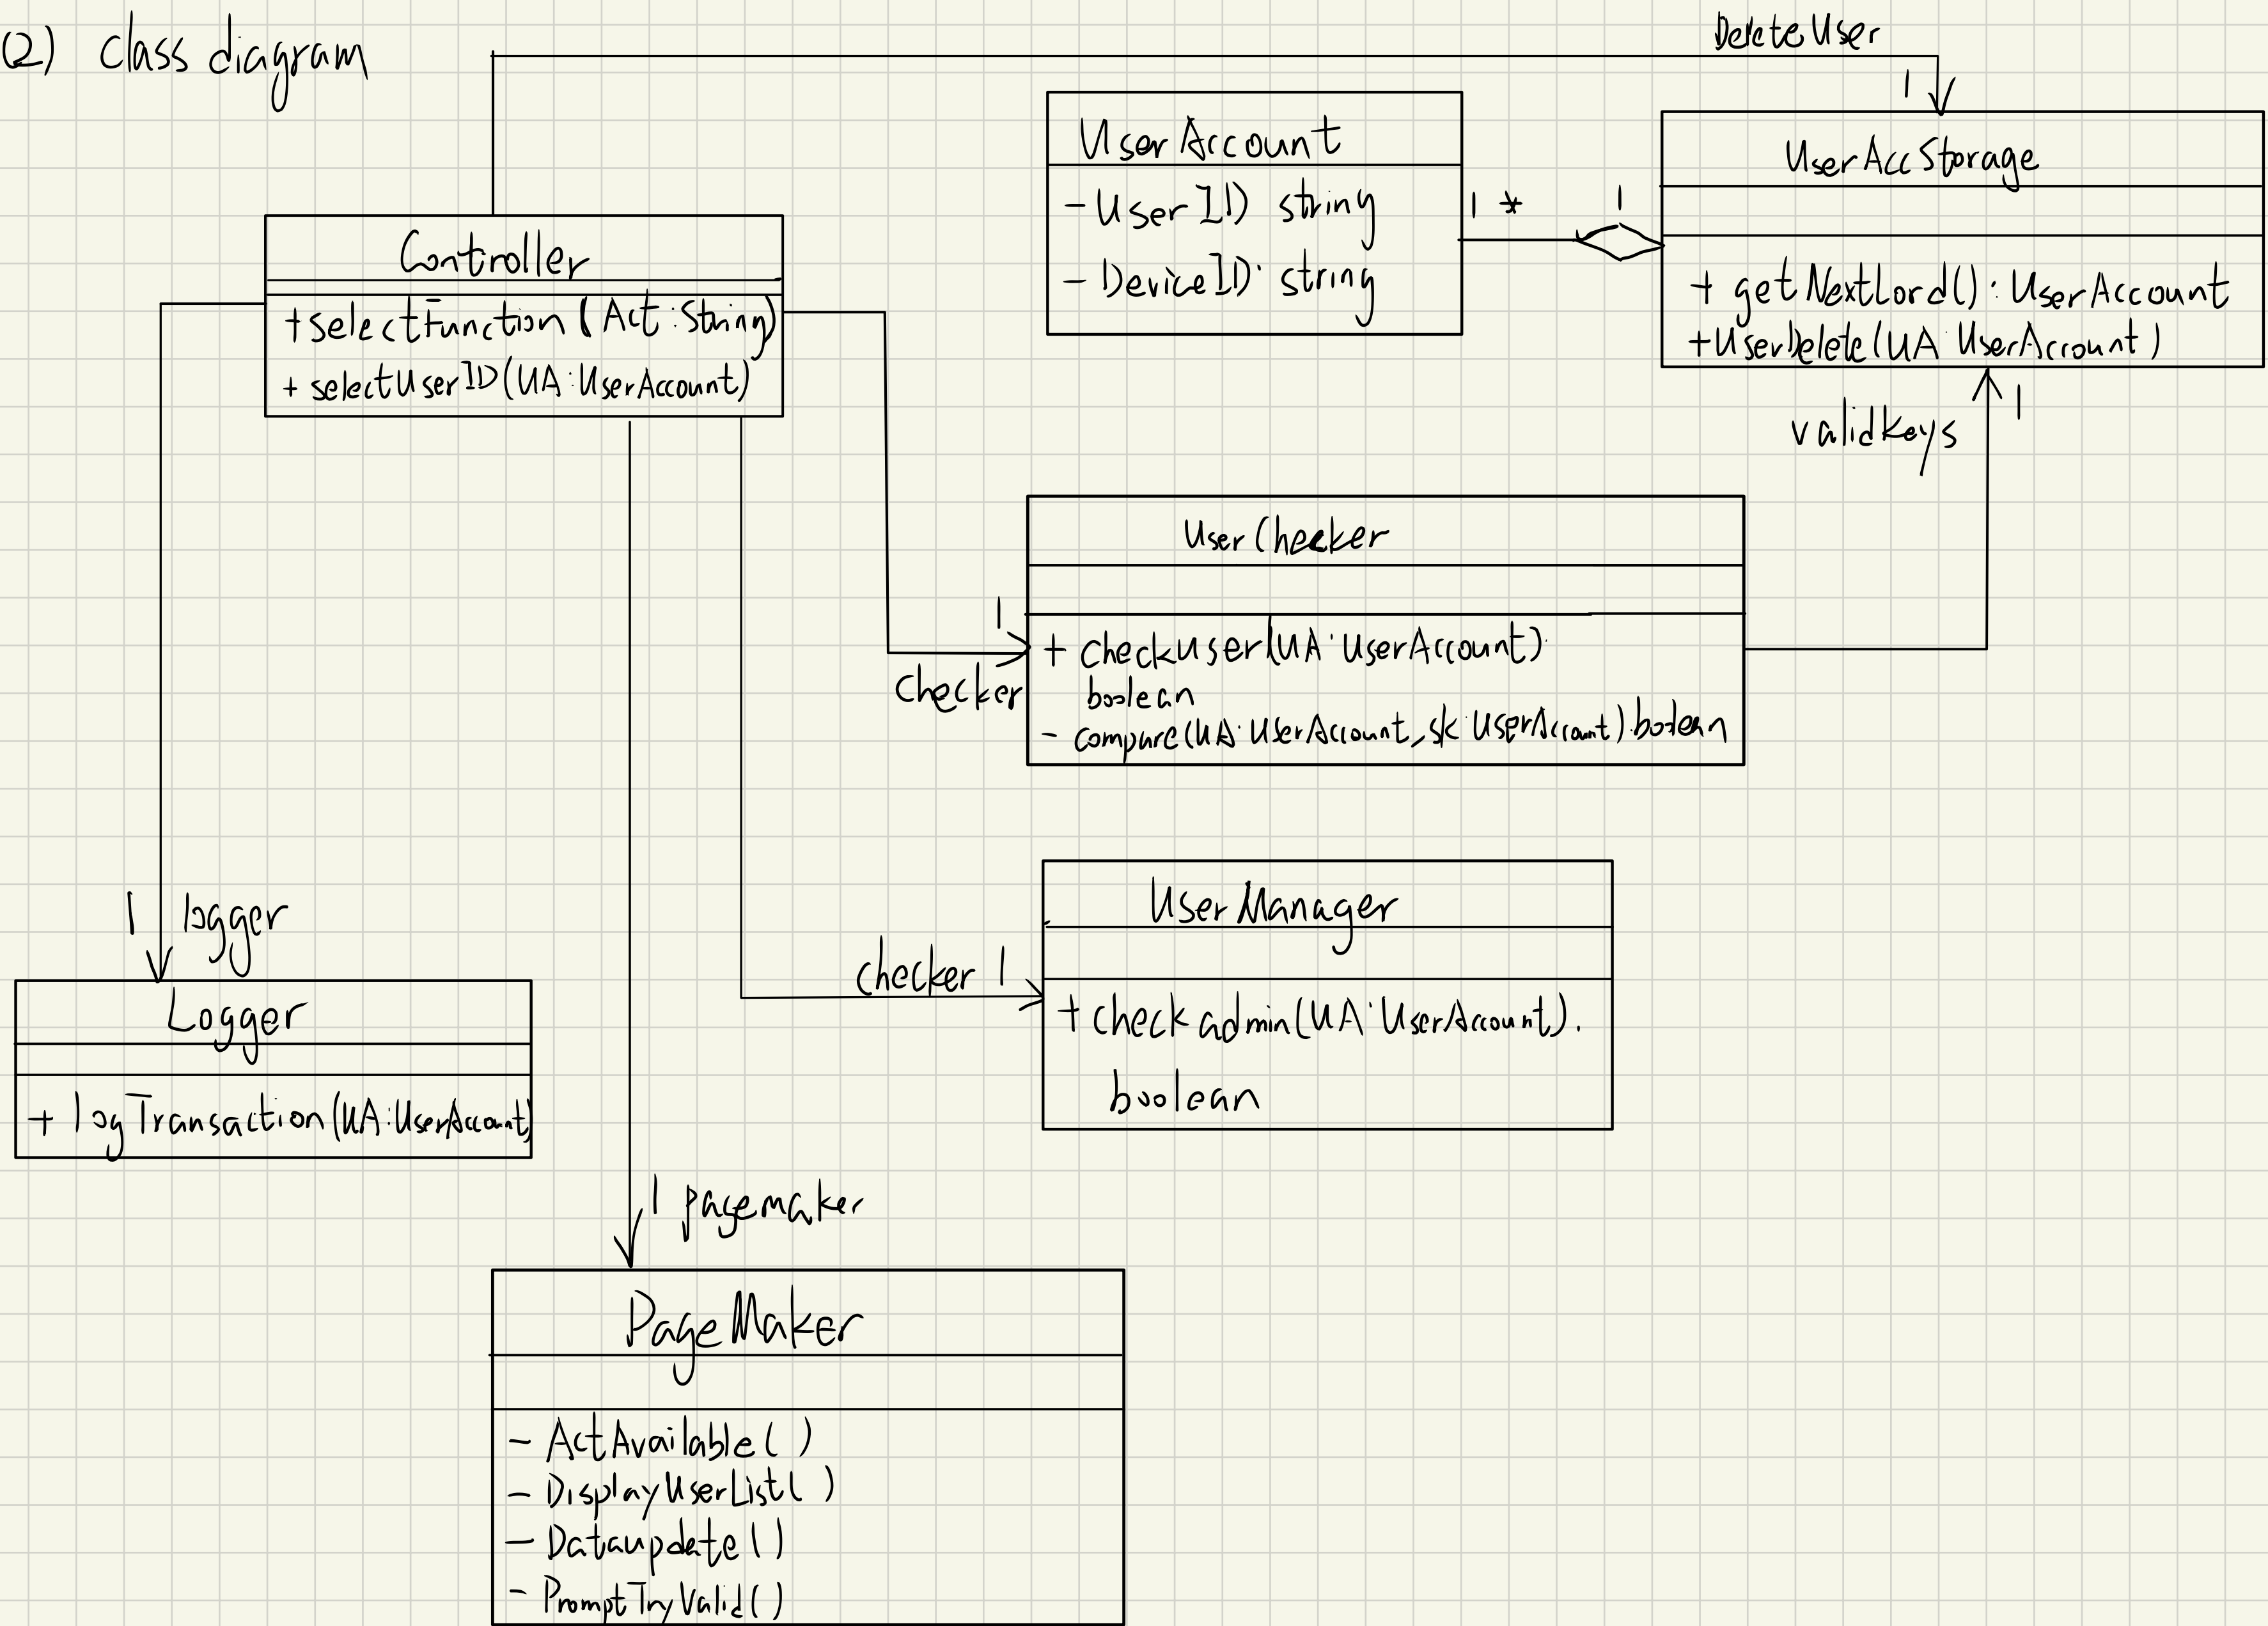 (2) class diagram
DeleteUser
1
UserAccount
- UserID string
- DeviceID: string
1 *
1
UserAccStorage
+ getNextLord(): UserAccount
+UserDelete(UA UserAccount)
Controller
+selectFunction (Act:String)
+ selectUserID(UA:UserAccount)
validkeys
1
UserChecker
1
checker
+ checkuser(UA:UserAccount):
boolean
- compare(UA:UserAccount, sk:UserAccount):boolean
UserManager
checker 1
+ checkadmin(UA:UserAccount).
boolean
1 logger
Logger
+ logTransaction(UA:UserAccount)
1 pagemaker
PageMaker
- ActAvailable( )
- DisplayUserList( )
- Dataupdate()
- PromptTryValid()